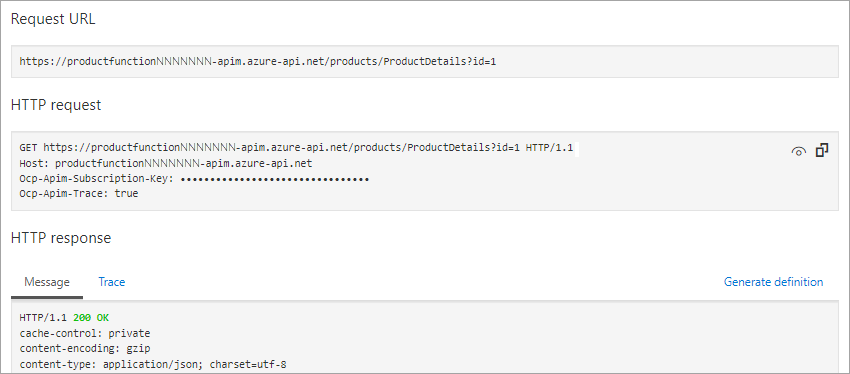 Request URL
https://productfunctionNNNNNNN-apim.azure-api.net/products/ProductDetails?id=1
HTTP request
GET https://productfunctionNNNNNNN-apim.azure-api.net/products/ProductDetails?id=1 HTTP/1.1
Host: productfunctionNNNNNNN-apim.azure-api.net
Ocp-Apim-Subscription-Key: ••••••••••••••••••••••••••••••••
Ocp-Apim-Trace: true
HTTP response
Message Trace Generate definition
HTTP/1.1 200 OK
cache-control: private
content-encoding: gzip
content-type: application/json; charset=utf-8